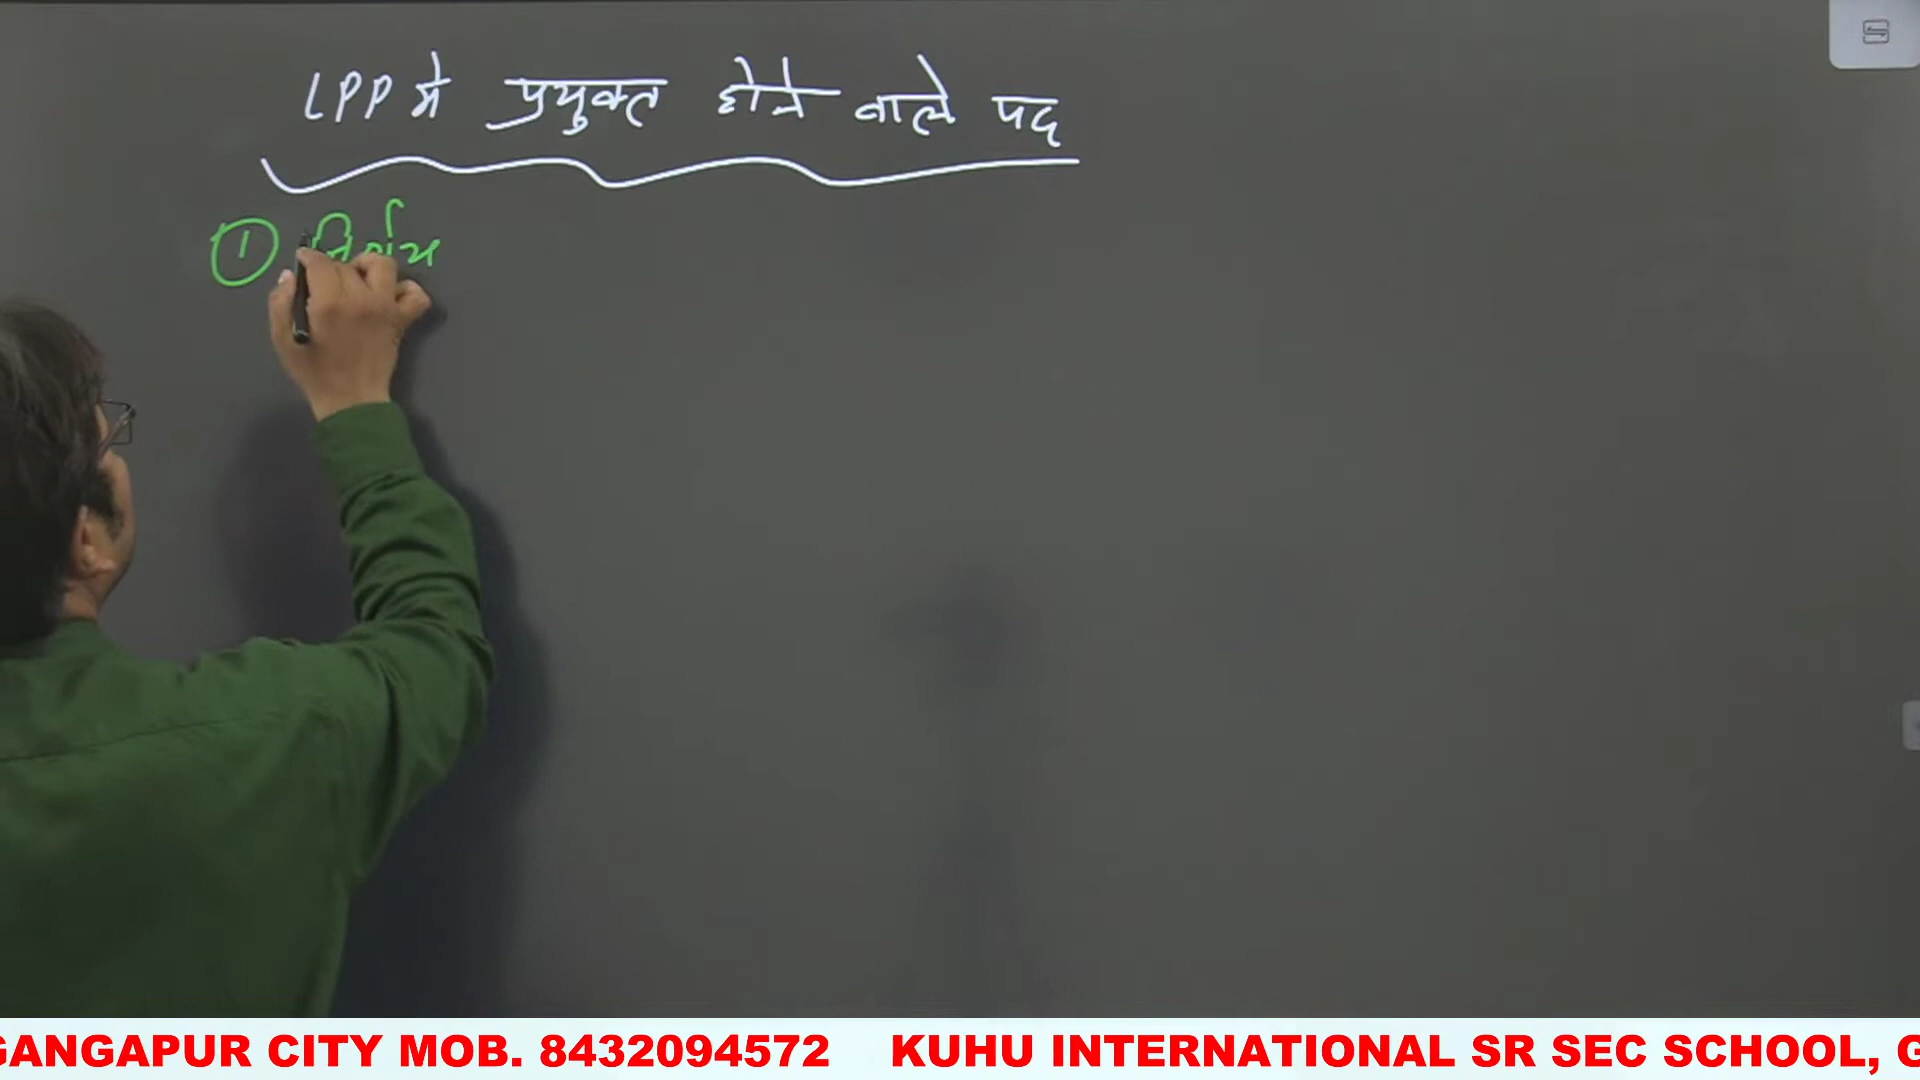 LPP मे प्रयुक्त होने वाले पद
① निर्णय
GANGAPUR CITY MOB. 8432094572 KUHU INTERNATIONAL SR SEC SCHOOL, G